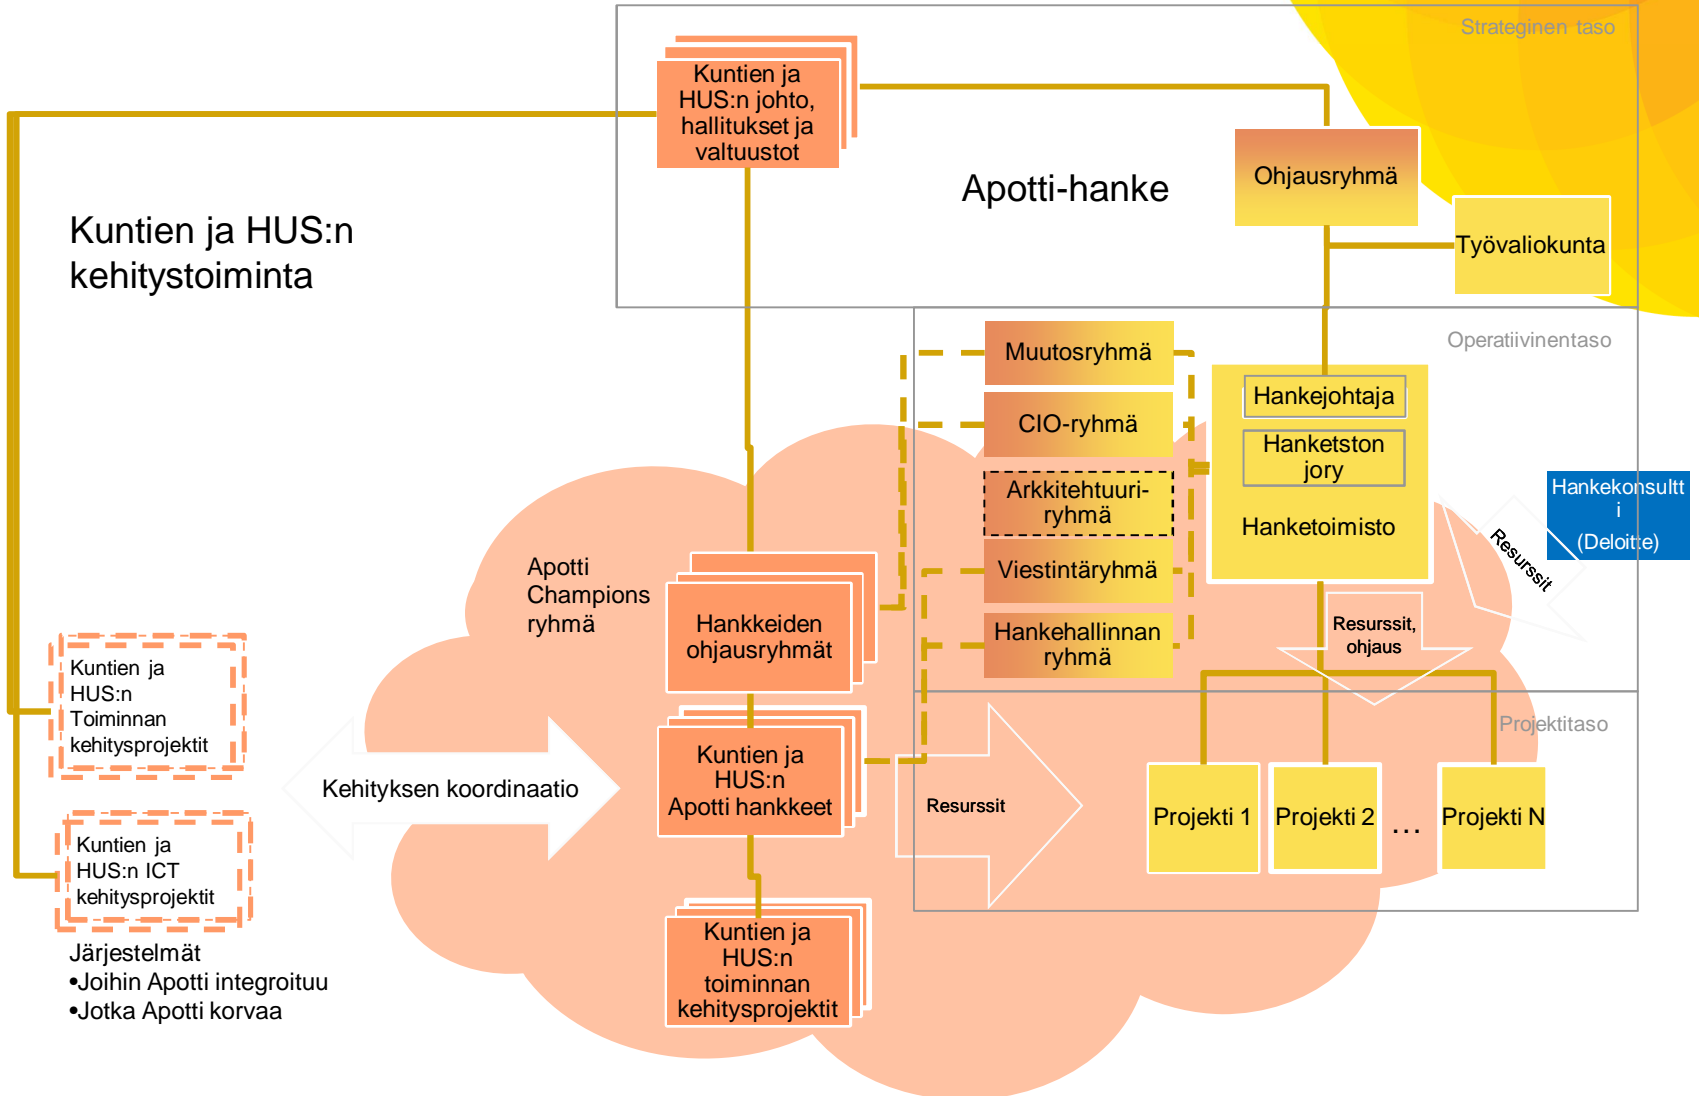 Strateginen taso
Kuntien ja
HUS:n johto,
hallitukset ja
valtuustot
Apotti-hanke
Ohjausryhmä
Työvaliokunta
Kuntien ja HUS:n
kehitystoiminta
Operatiivinentaso
Muutosryhmä
CIO-ryhmä
Arkkitehtuuri-
ryhmä
Viestintäryhmä
Hankehallinnan
ryhmä
Hankejohtaja
Hanketston
jory
Hanketoimisto
Hankekonsultt
i
(Deloitte)
Resurssit
Resurssit,
ohjaus
Apotti
Champions
ryhmä
Hankkeiden
ohjausryhmät
Kuntien ja
HUS:n
Toiminnan
kehitysprojektit
Kehityksen koordinaatio
Kuntien ja
HUS:n
Apotti hankkeet
Resurssit
Projektitaso
Projekti 1
Projekti 2
...
Projekti N
Kuntien ja
HUS:n ICT
kehitysprojektit
Kuntien ja
HUS:n
toiminnan
kehitysprojektit
Järjestelmät
•Joihin Apotti integroituu
•Jotka Apotti korvaa